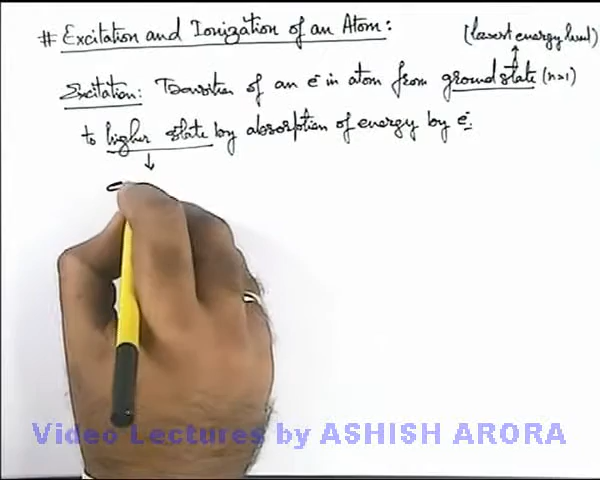 # Excitation and Ionization of an Atom:
(lowest energy level)
Excitation: Transition of an e⁻ in atom from ground state (n=1)
to higher state by absorption of energy by e⁻.
Video Lectures by ASHISH ARORA